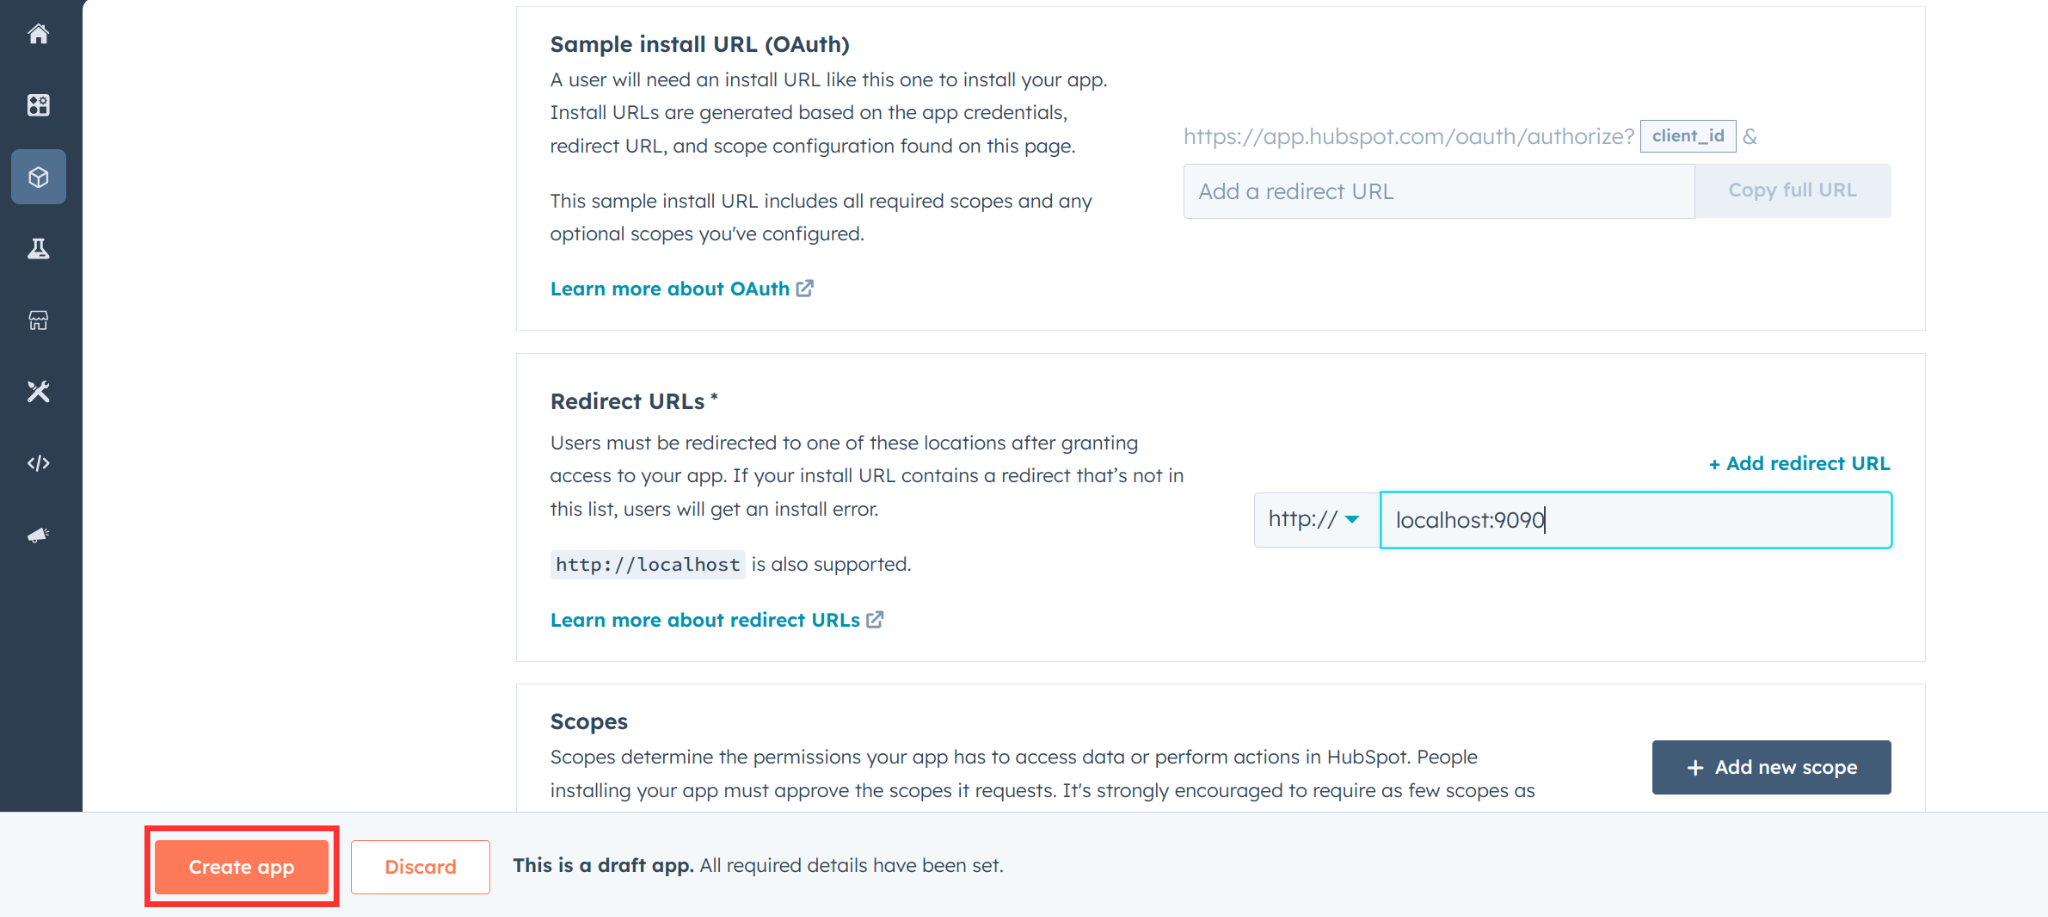 Sample install URL (OAuth)
A user will need an install URL like this one to install your app.
Install URLs are generated based on the app credentials,
redirect URL, and scope configuration found on this page.
This sample install URL includes all required scopes and any
optional scopes you've configured.
Learn more about OAuth
https://app.hubspot.com/oauth/authorize? client_id &
Add a redirect URL
Copy full URL
Redirect URLs *
Users must be redirected to one of these locations after granting
access to your app. If your install URL contains a redirect that’s not in
this list, users will get an install error.
http://localhost is also supported.
Learn more about redirect URLs
+ Add redirect URL
http://
localhost:9090
Scopes
Scopes determine the permissions your app has to access data or perform actions in HubSpot. People
installing your app must approve the scopes it requests. It's strongly encouraged to require as few scopes as
+ Add new scope
Create app
Discard
This is a draft app. All required details have been set.